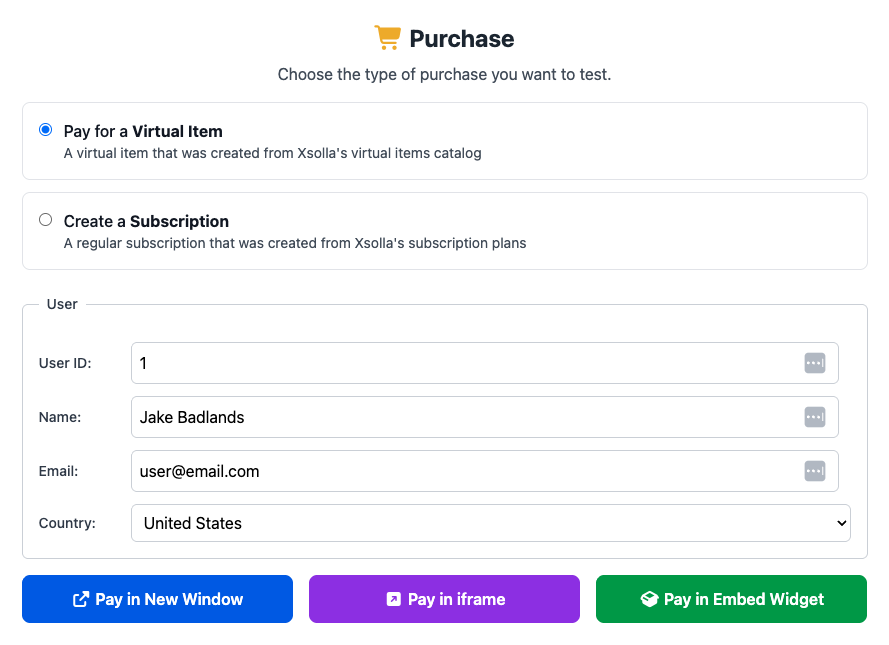 Purchase
Choose the type of purchase you want to test.
Pay for a Virtual Item
A virtual item that was created from Xsolla's virtual items catalog
Create a Subscription
A regular subscription that was created from Xsolla's subscription plans
User
User ID: 1
Name: Jake Badlands
Email: user@email.com
Country: United States
Pay in New Window Pay in iframe Pay in Embed Widget